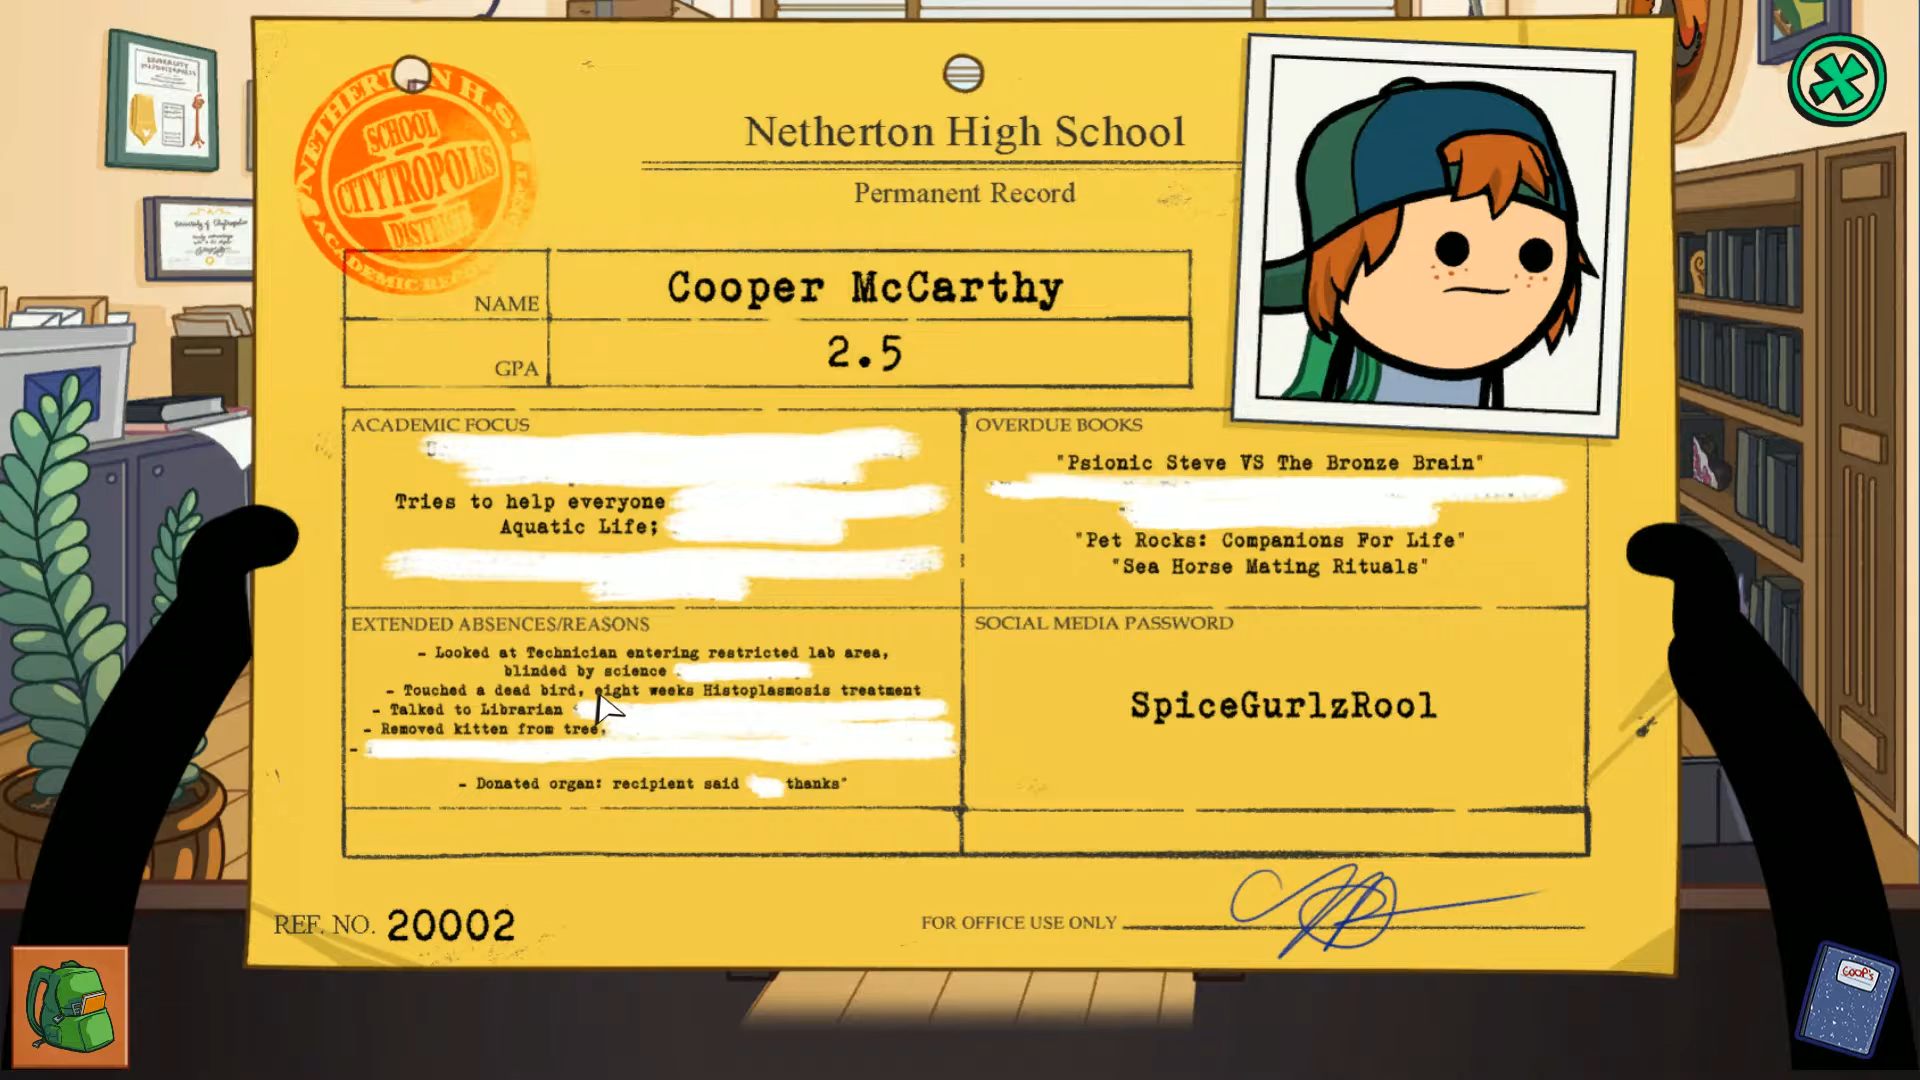 UNIVERSITY
NETHERTON H.S.
SCHOOL
CITYTROPOLIS
DISTRICT
Netherton High School
Permanent Record
NAME
Cooper McCarthy
GPA
2.5
ACADEMIC FOCUS
Tries to help everyone
Aquatic Life;
OVERDUE BOOKS
"Psionic Steve VS The Bronze Brain"
"Pet Rocks: Companions For Life"
"Sea Horse Mating Rituals"
EXTENDED ABSENCES/REASONS
- Looked at Technician entering restricted lab area,
blinded by science
- Touched a dead bird, eight weeks Histoplasmosis treatment
- Talked to Librarian
- Removed kitten from tree,
-
- Donated organ: recipient said thanks"
SOCIAL MEDIA PASSWORD
SpiceGurlzRool
REF. NO. 20002
FOR OFFICE USE ONLY
COOP's